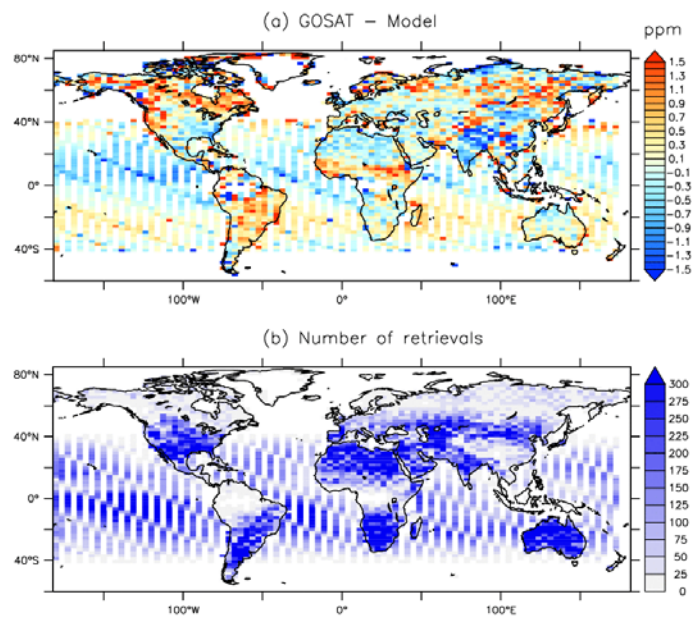 (a) GOSAT – Model
ppm
80°N
40°N
0°
40°S
100°W
0°
100°E
1.5
1.3
1.1
0.9
0.7
0.5
0.3
0.1
-0.1
-0.3
-0.5
-0.7
-0.9
-1.1
-1.3
-1.5
(b) Number of retrievals
80°N
40°N
0°
40°S
100°W
0°
100°E
300
275
250
225
200
175
150
125
100
75
50
25
0